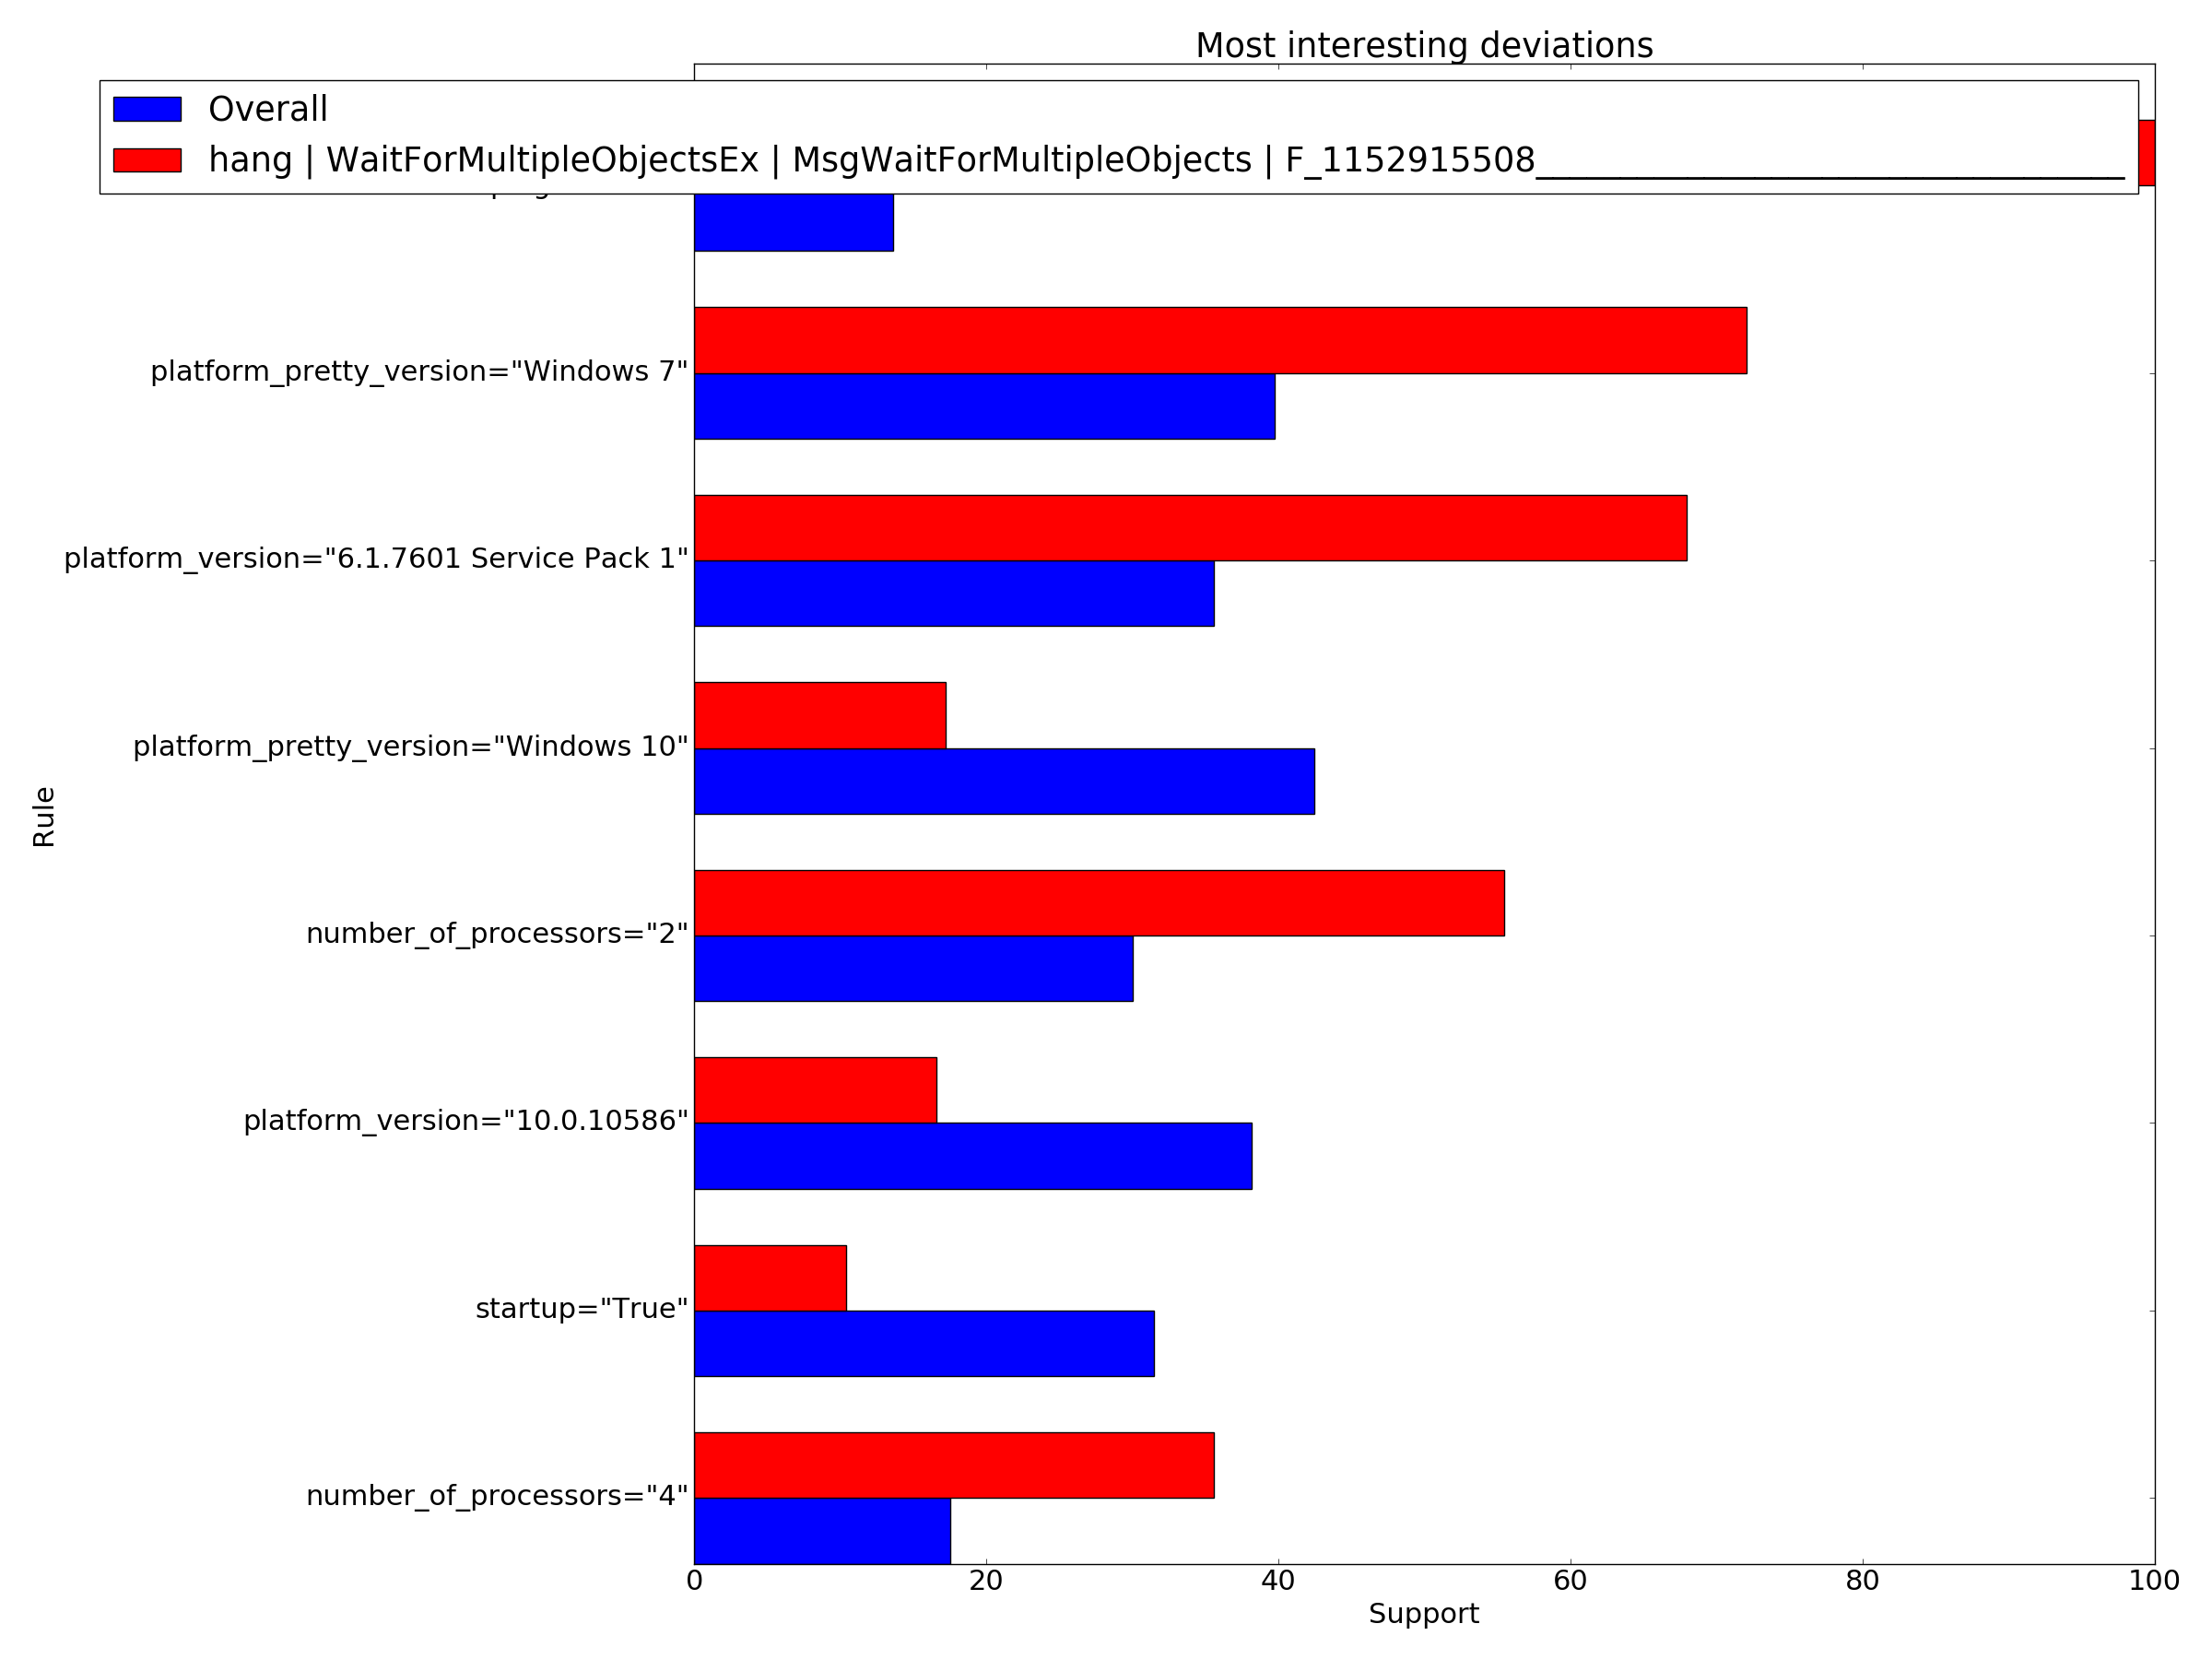 Most interesting deviations
Overall
hang | WaitForMultipleObjectsEx | MsgWaitForMultipleObjects | F_1152915508___________________________________
platform_pretty_version="Windows 7"
platform_version="6.1.7601 Service Pack 1"
platform_pretty_version="Windows 10"
Rule
number_of_processors="2"
platform_version="10.0.10586"
startup="True"
number_of_processors="4"
0 20 40 60 80 100
Support